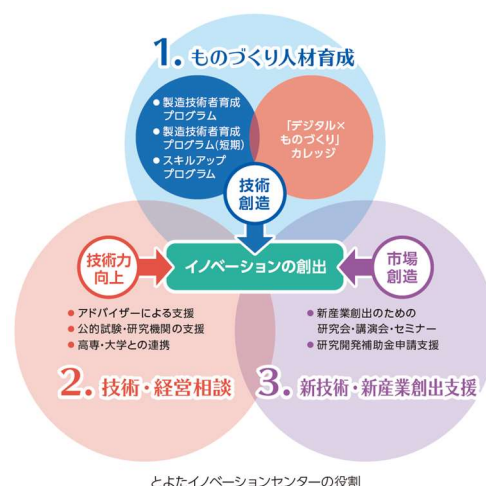 1. ものづくり人材育成
● 製造技術者育成
プログラム
● 製造技術者育成
プログラム(短期)
● スキルアップ
プログラム
「デジタル×
ものづくり」
カレッジ
技術
創造
技術力
向上
イノベーションの創出
市場
創造
● アドバイザーによる支援
● 公的試験・研究機関の支援
● 高専・大学との連携
● 新産業創出のための
研究会・講演会・セミナー
● 研究開発補助金申請支援
2. 技術・経営相談
3. 新技術・新産業創出支援
とよたイノベーションセンターの役割